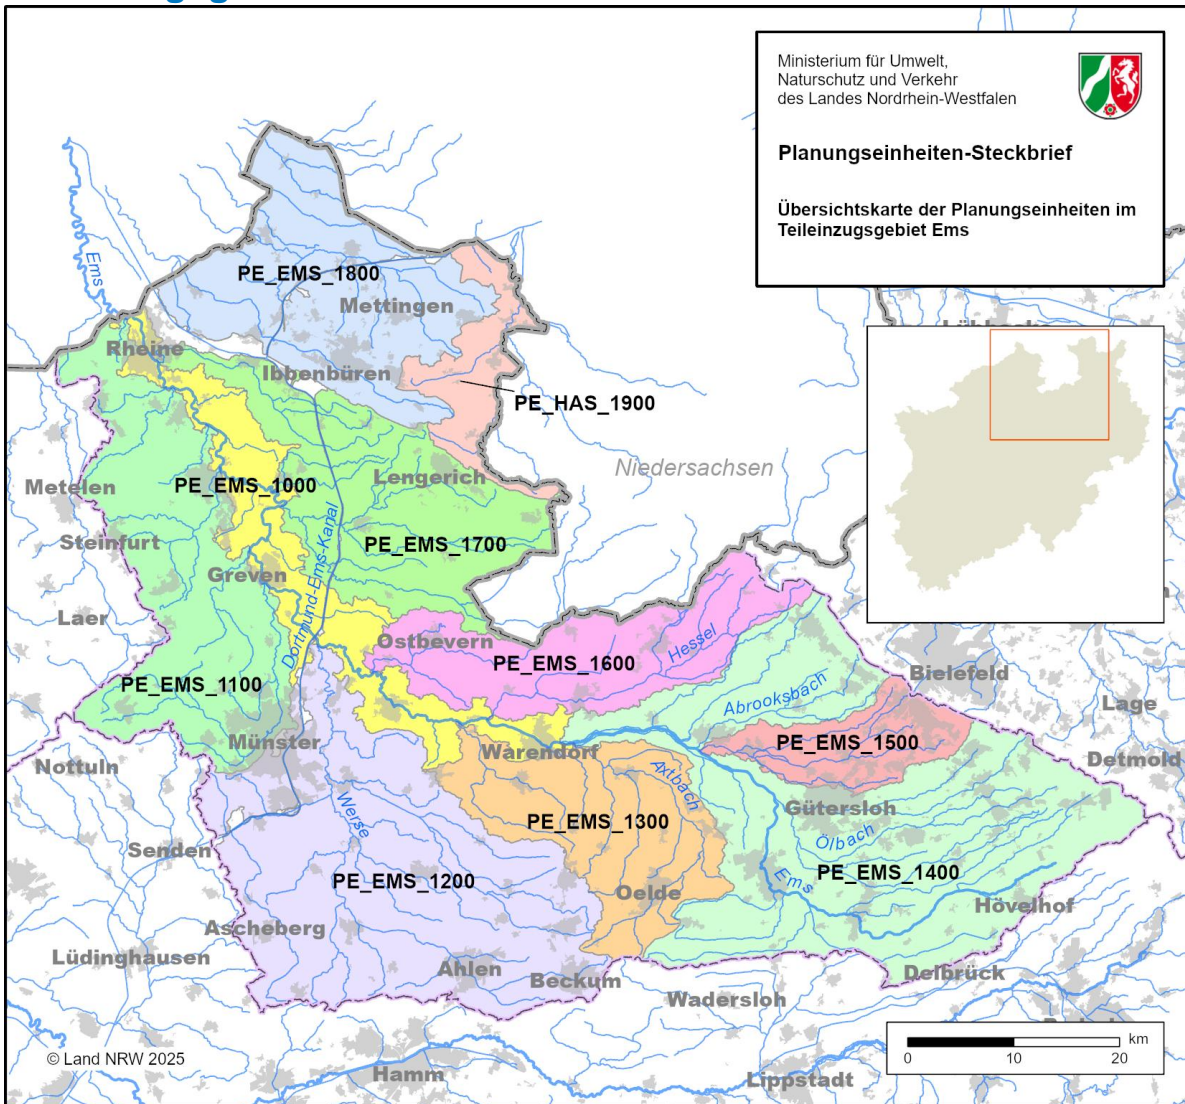 Ministerium für Umwelt,
Naturschutz und Verkehr
des Landes Nordrhein-Westfalen
Planungseinheiten-Steckbrief
Übersichtskarte der Planungseinheiten im
Teileinzugsgebiet Ems
Ems
PE_EMS_1800
Mettingen
Rheine
Ibbenbüren
PE_HAS_1900
Niedersachsen
Lengerich
Metelen
PE_EMS_1000
Steinfurt
PE_EMS_1700
Greven
Dortmund-Ems-Kanal
Laer
Ostbevern
Hessel
PE_EMS_1600
Bielefeld
PE_EMS_1100
Abrooksbach
Lage
Münster
Warendorf
PE_EMS_1500
Detmold
Nottuln
Axtbach
Gütersloh
Werse
PE_EMS_1300
Ölbach
Senden
PE_EMS_1200
Ems
PE_EMS_1400
Oelde
Hövelhof
Ascheberg
Lüdinghausen
Ahlen
Beckum
Delbrück
Wadersloh
© Land NRW 2025
km
0 10 20
Hamm
Lippstadt